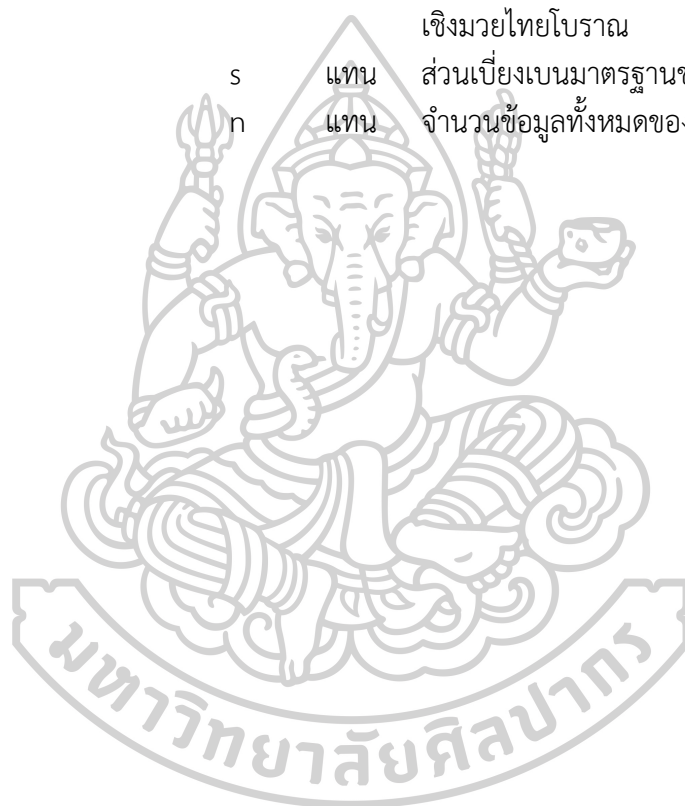 เชิงมวยไทยโบราณ
s แทน ส่วนเบี่ยงเบนมาตรฐาน
n แทน จำนวนข้อมูลทั้งหมดของ
มหาวิทยาลัยศิลปากร